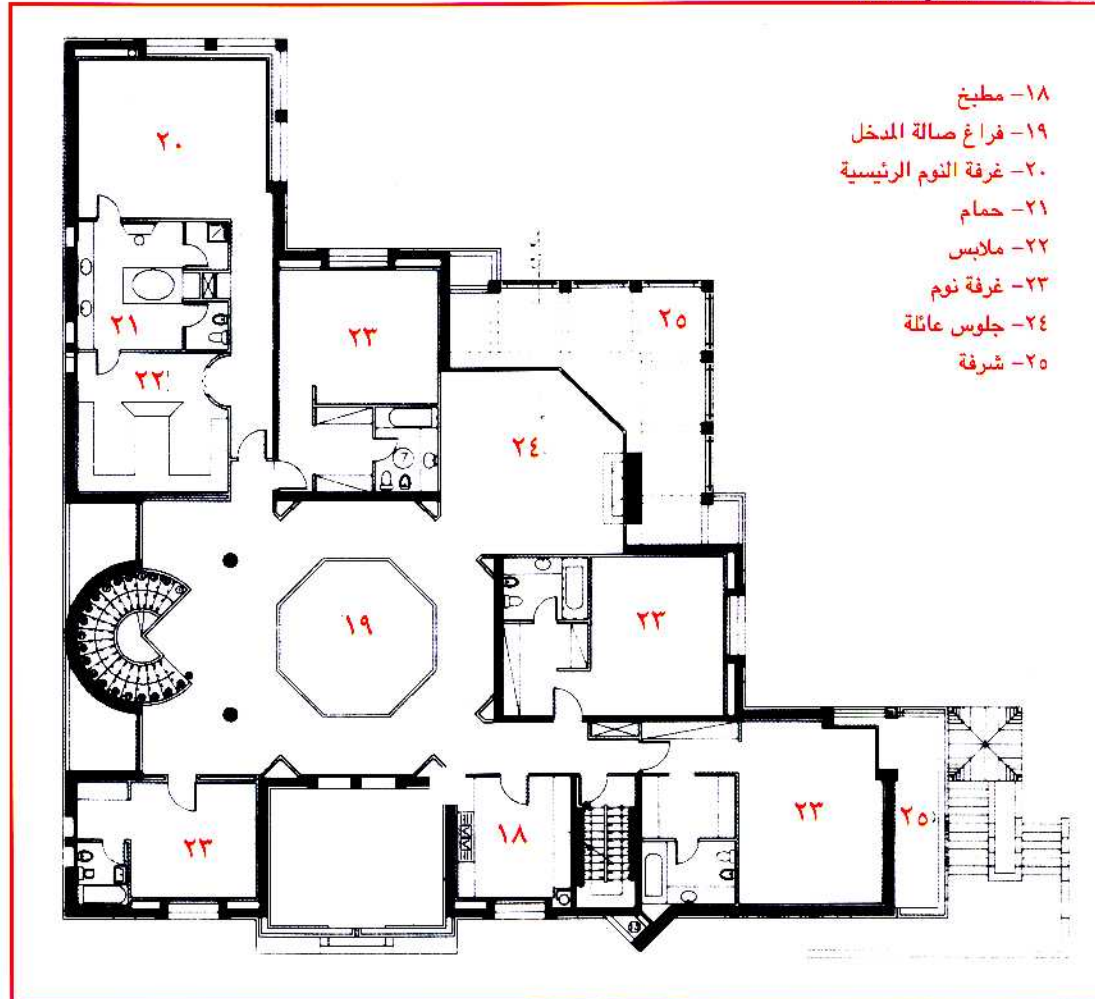 ١٨- مطبخ
١٩- فراغ صالة المدخل
٢٠- غرفة النوم الرئيسية
٢١- حمام
٢٢- ملابس
٢٣- غرفة نوم
٢٤- جلوس عائلة
٢٥- شرفة
٢٠
٢٥
٢٣
٢١
٢٢
٢٤
١٩
٢٣
٢٣
١٨
٢٣
٢٥